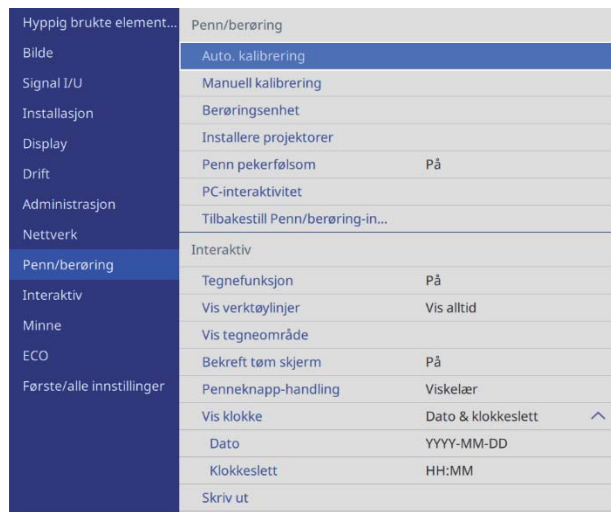 Hyppig brukte element...
Bilde
Signal I/U
Installasjon
Display
Drift
Administrasjon
Nettverk
Penn/berøring
Interaktiv
Minne
ECO
Første/alle innstillinger
Penn/berøring
Auto. kalibrering
Manuell kalibrering
Berøringsenhet
Installere projektorer
Penn pekerfølsom På
PC-interaktivitet
Tilbakestill Penn/berøring-in...
Interaktiv
Tegnefunksjon På
Vis verktøylinjer Vis alltid
Vis tegneområde
Bekreft tøm skjerm På
Penneknapp-handling Viskelær
Vis klokke Dato & klokkeslett
Dato YYYY-MM-DD
Klokkeslett HH:MM
Skriv ut